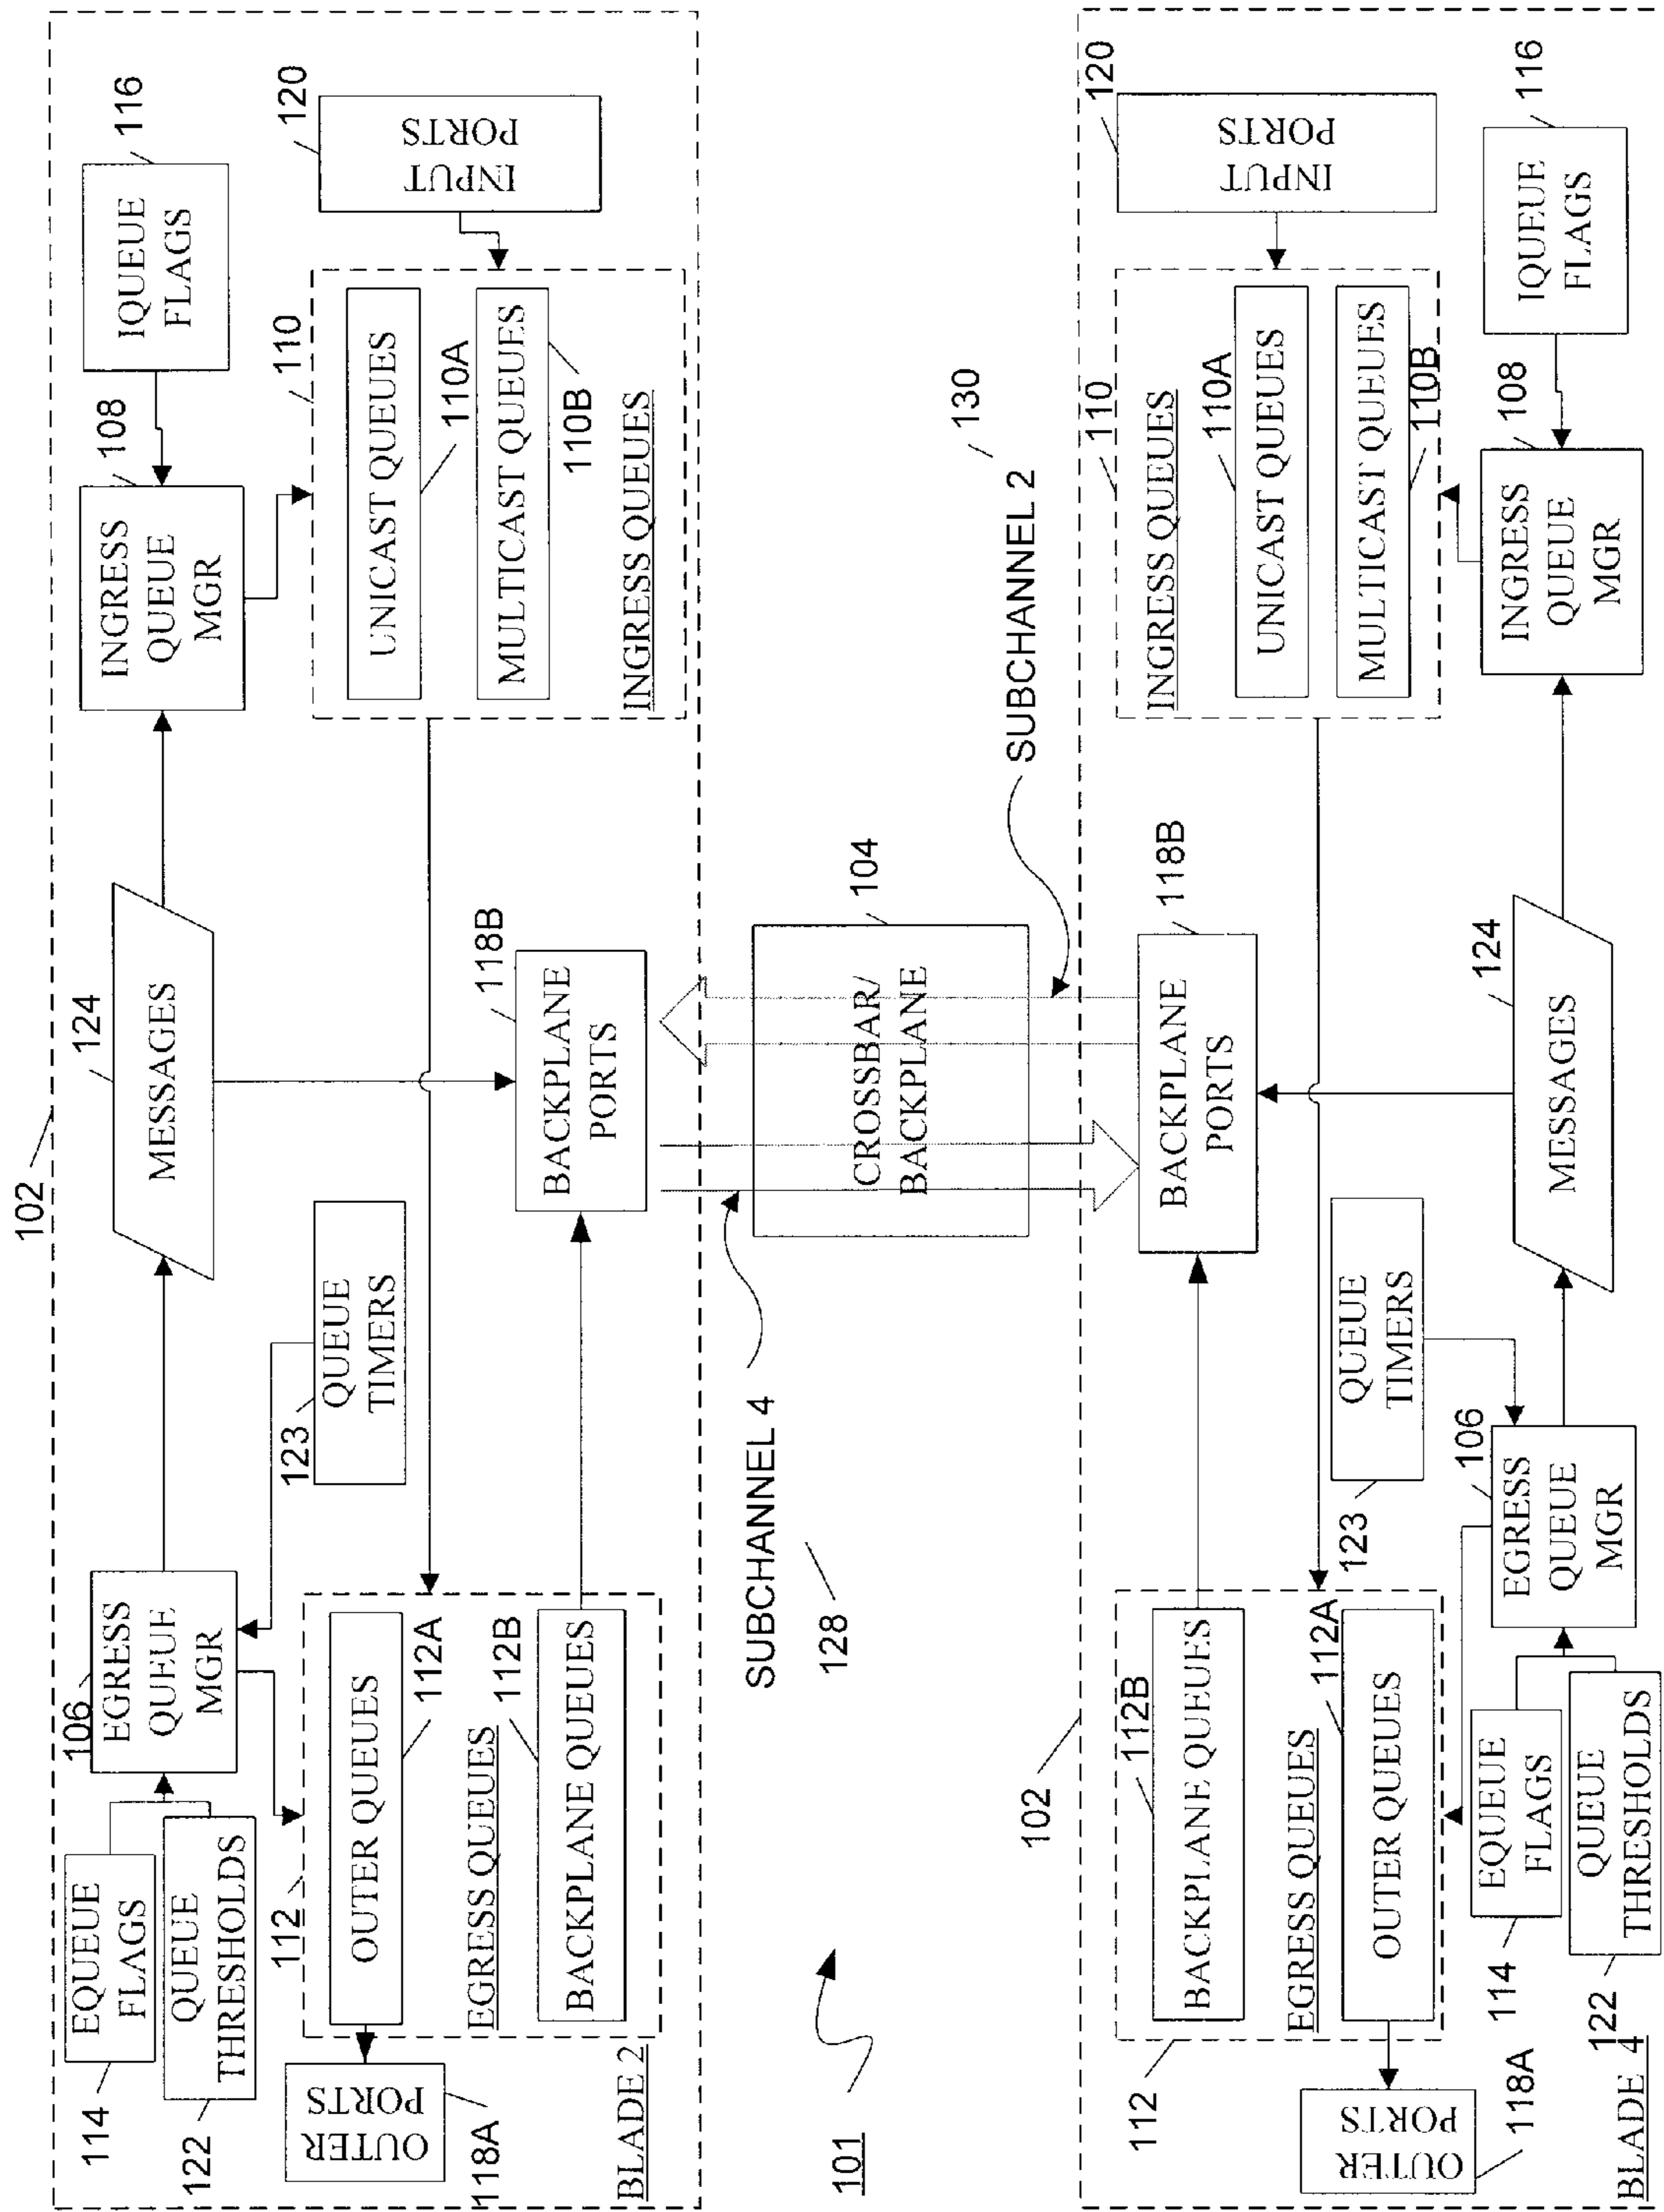 102
124
MESSAGES
106
EGRESS
QUEUE
MGR
108
INGRESS
QUEUE
MGR
116
IQUEUE
FLAGS
114
EQUEUE
FLAGS
122
QUEUE
THRESHOLDS
123
QUEUE
TIMERS
120
INPUT
PORTS
110
UNICAST QUEUES
110A
MULTICAST QUEUES
110B
INGRESS QUEUES
112
OUTER QUEUES
112A
EGRESS QUEUES
112B
BACKPLANE QUEUES
118B
BACKPLANE
PORTS
OUTER
PORTS
118A
BLADE 2
SUBCHANNEL 4
128
104
CROSSBAR/
BACKPLANE
SUBCHANNEL 2
130
101
102
112
112B
BACKPLANE QUEUES
EGRESS QUEUES
112A
OUTER QUEUES
118B
BACKPLANE
PORTS
110
INGRESS QUEUES
110A
UNICAST QUEUES
MULTICAST QUEUES
110B
120
INPUT
PORTS
123
QUEUE
TIMERS
OUTER
PORTS
118A
106
EGRESS
QUEUE
MGR
114
EQUEUE
FLAGS
122
QUEUE
THRESHOLDS
124
MESSAGES
108
INGRESS
QUEUE
MGR
116
IQUEUE
FLAGS
BLADE 4